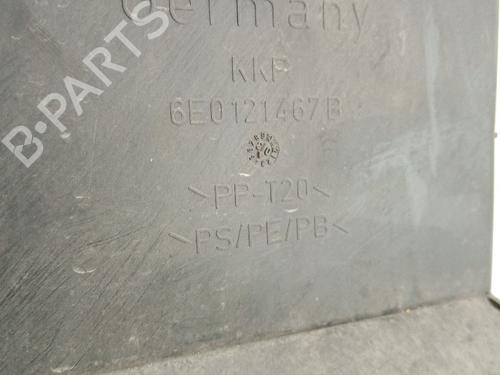 Germany
KKP
6E0121467B
>PP-T20<
>PS/PE/PB<
B-PARTS